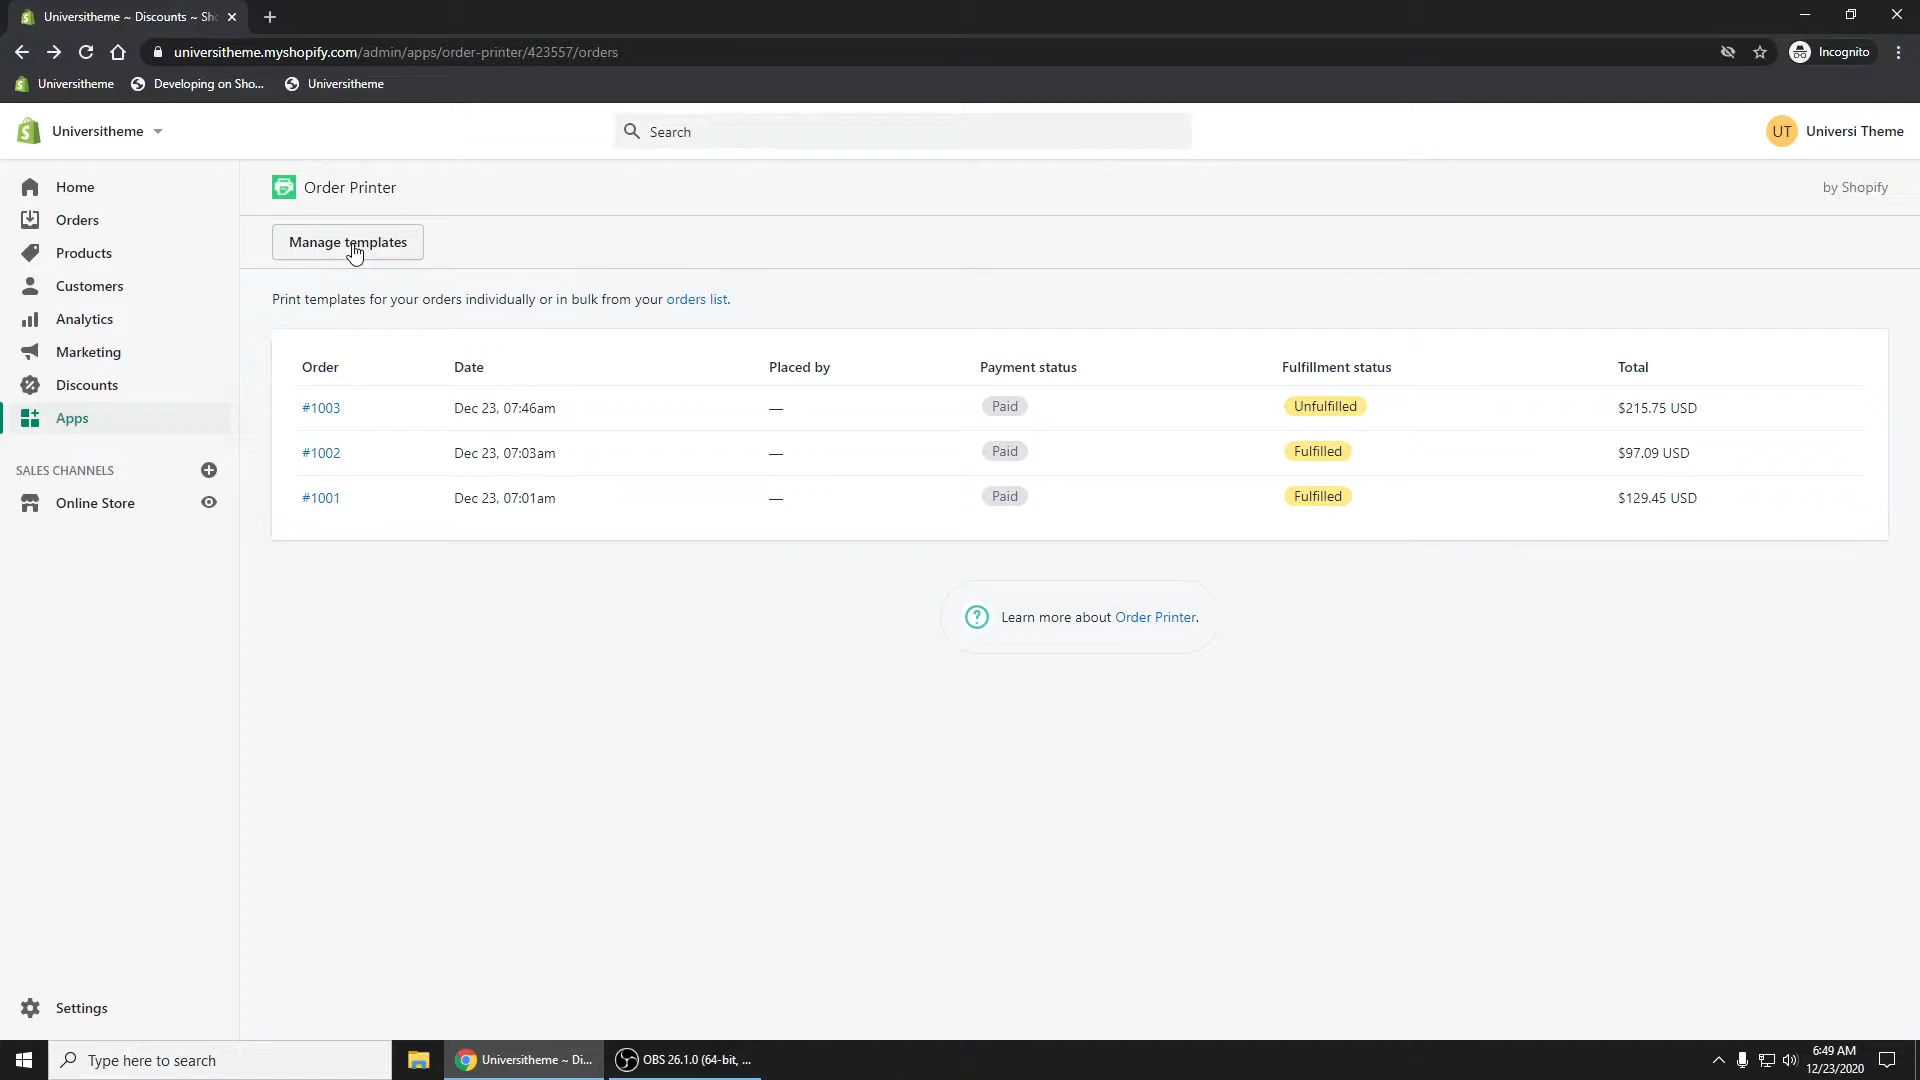 Universitheme ~ Discounts ~ Sho
universitheme.myshopify.com/admin/apps/order-printer/423557/orders
Incognito
Universitheme
Developing on Sho...
Universitheme
Universitheme
Search
UT
Universi Theme
Home
Orders
Products
Customers
Analytics
Marketing
Discounts
Apps
SALES CHANNELS
Online Store
Settings
Order Printer
by Shopify
Manage templates
Print templates for your orders individually or in bulk from your orders list.
Order Date Placed by Payment status Fulfillment status Total
#1003 Dec 23, 07:46am — Paid Unfulfilled $215.75 USD
#1002 Dec 23, 07:03am — Paid Fulfilled $97.09 USD
#1001 Dec 23, 07:01am — Paid Fulfilled $129.45 USD
? Learn more about Order Printer.
Type here to search
Universitheme ~ Di...
OBS 26.1.0 (64-bit, ...
6:49 AM
12/23/2020